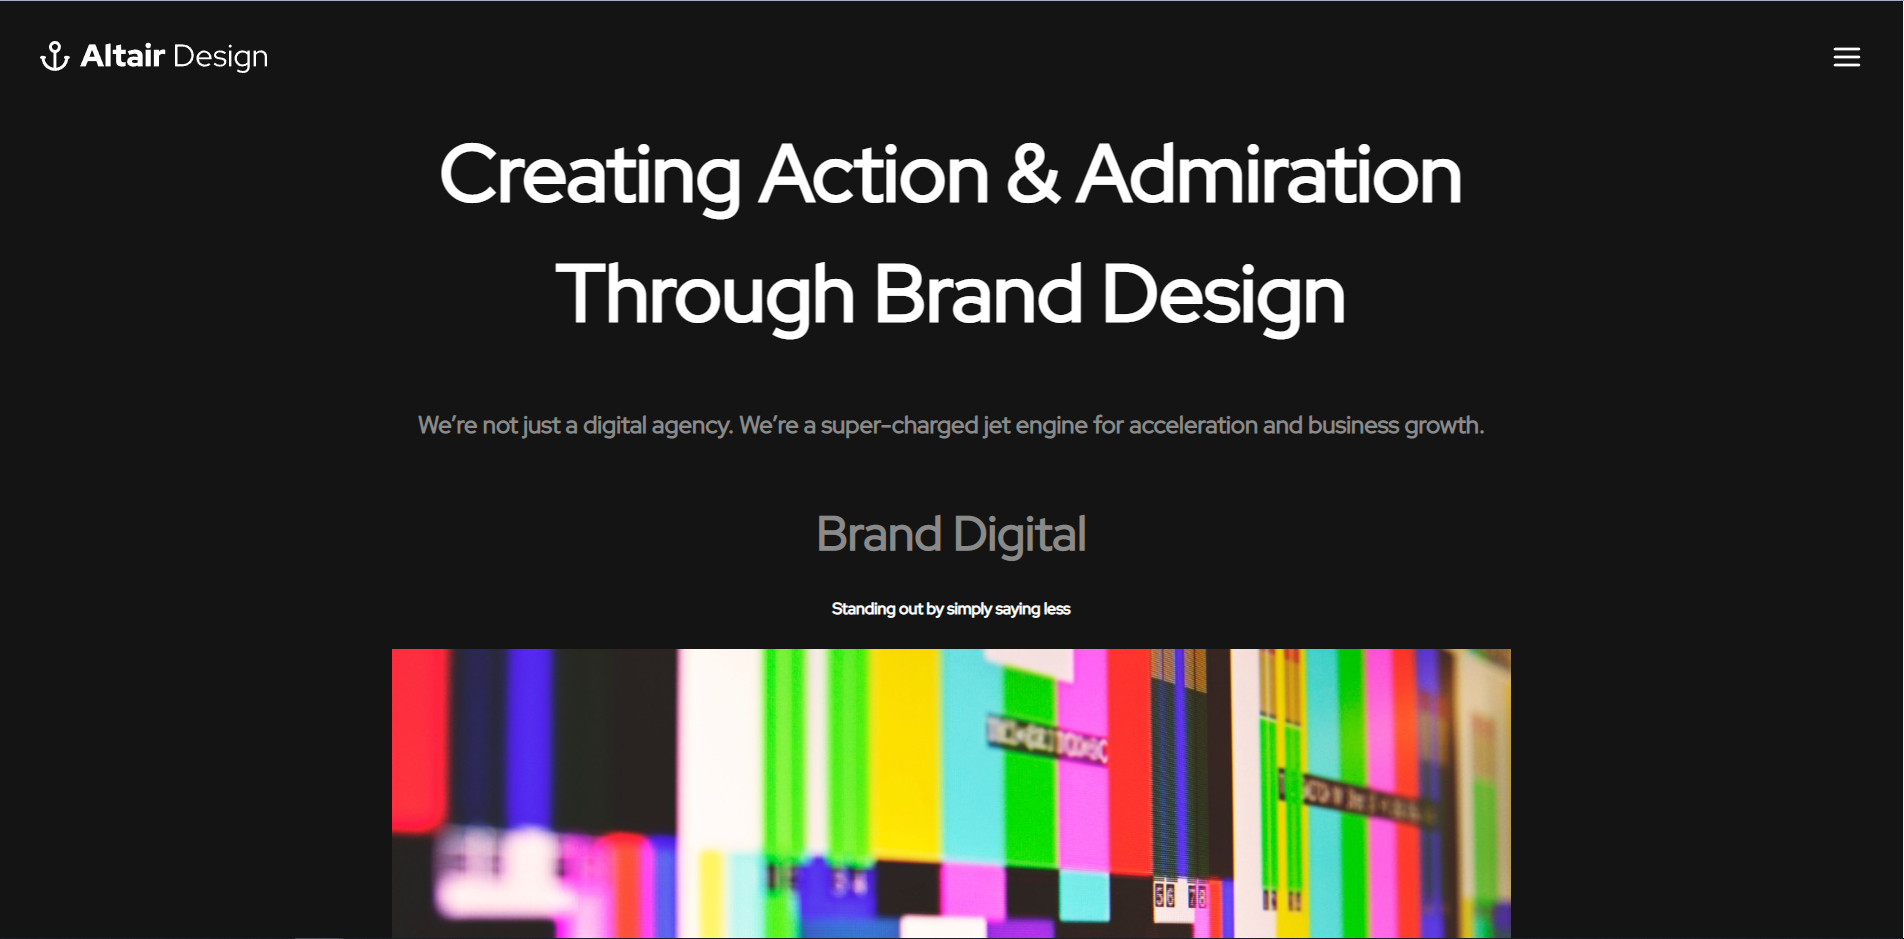 Altair Design
Creating Action & Admiration
Through Brand Design
We’re not just a digital agency. We’re a super-charged jet engine for acceleration and business growth.
Brand Digital
Standing out by simply saying less